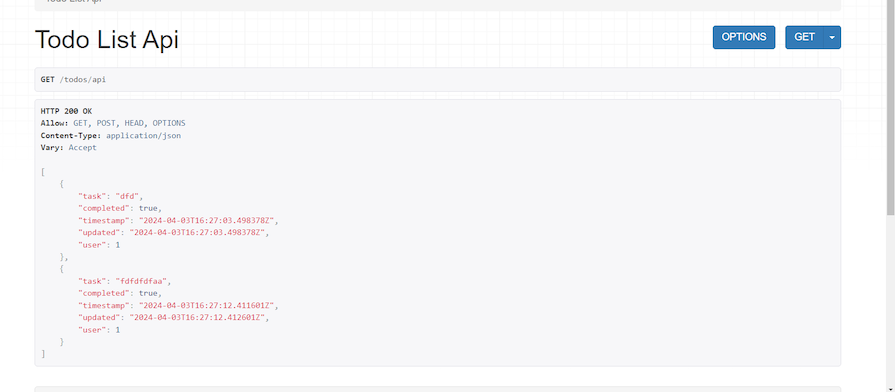 Todo List Api
Todo List Api
OPTIONS
GET
GET /todos/api
HTTP 200 OK
Allow: GET, POST, HEAD, OPTIONS
Content-Type: application/json
Vary: Accept
[
{
"task": "dfd",
"completed": true,
"timestamp": "2024-04-03T16:27:03.498378Z",
"updated": "2024-04-03T16:27:03.498378Z",
"user": 1
},
{
"task": "fdfdfdfaa",
"completed": true,
"timestamp": "2024-04-03T16:27:12.411601Z",
"updated": "2024-04-03T16:27:12.412601Z",
"user": 1
}
]